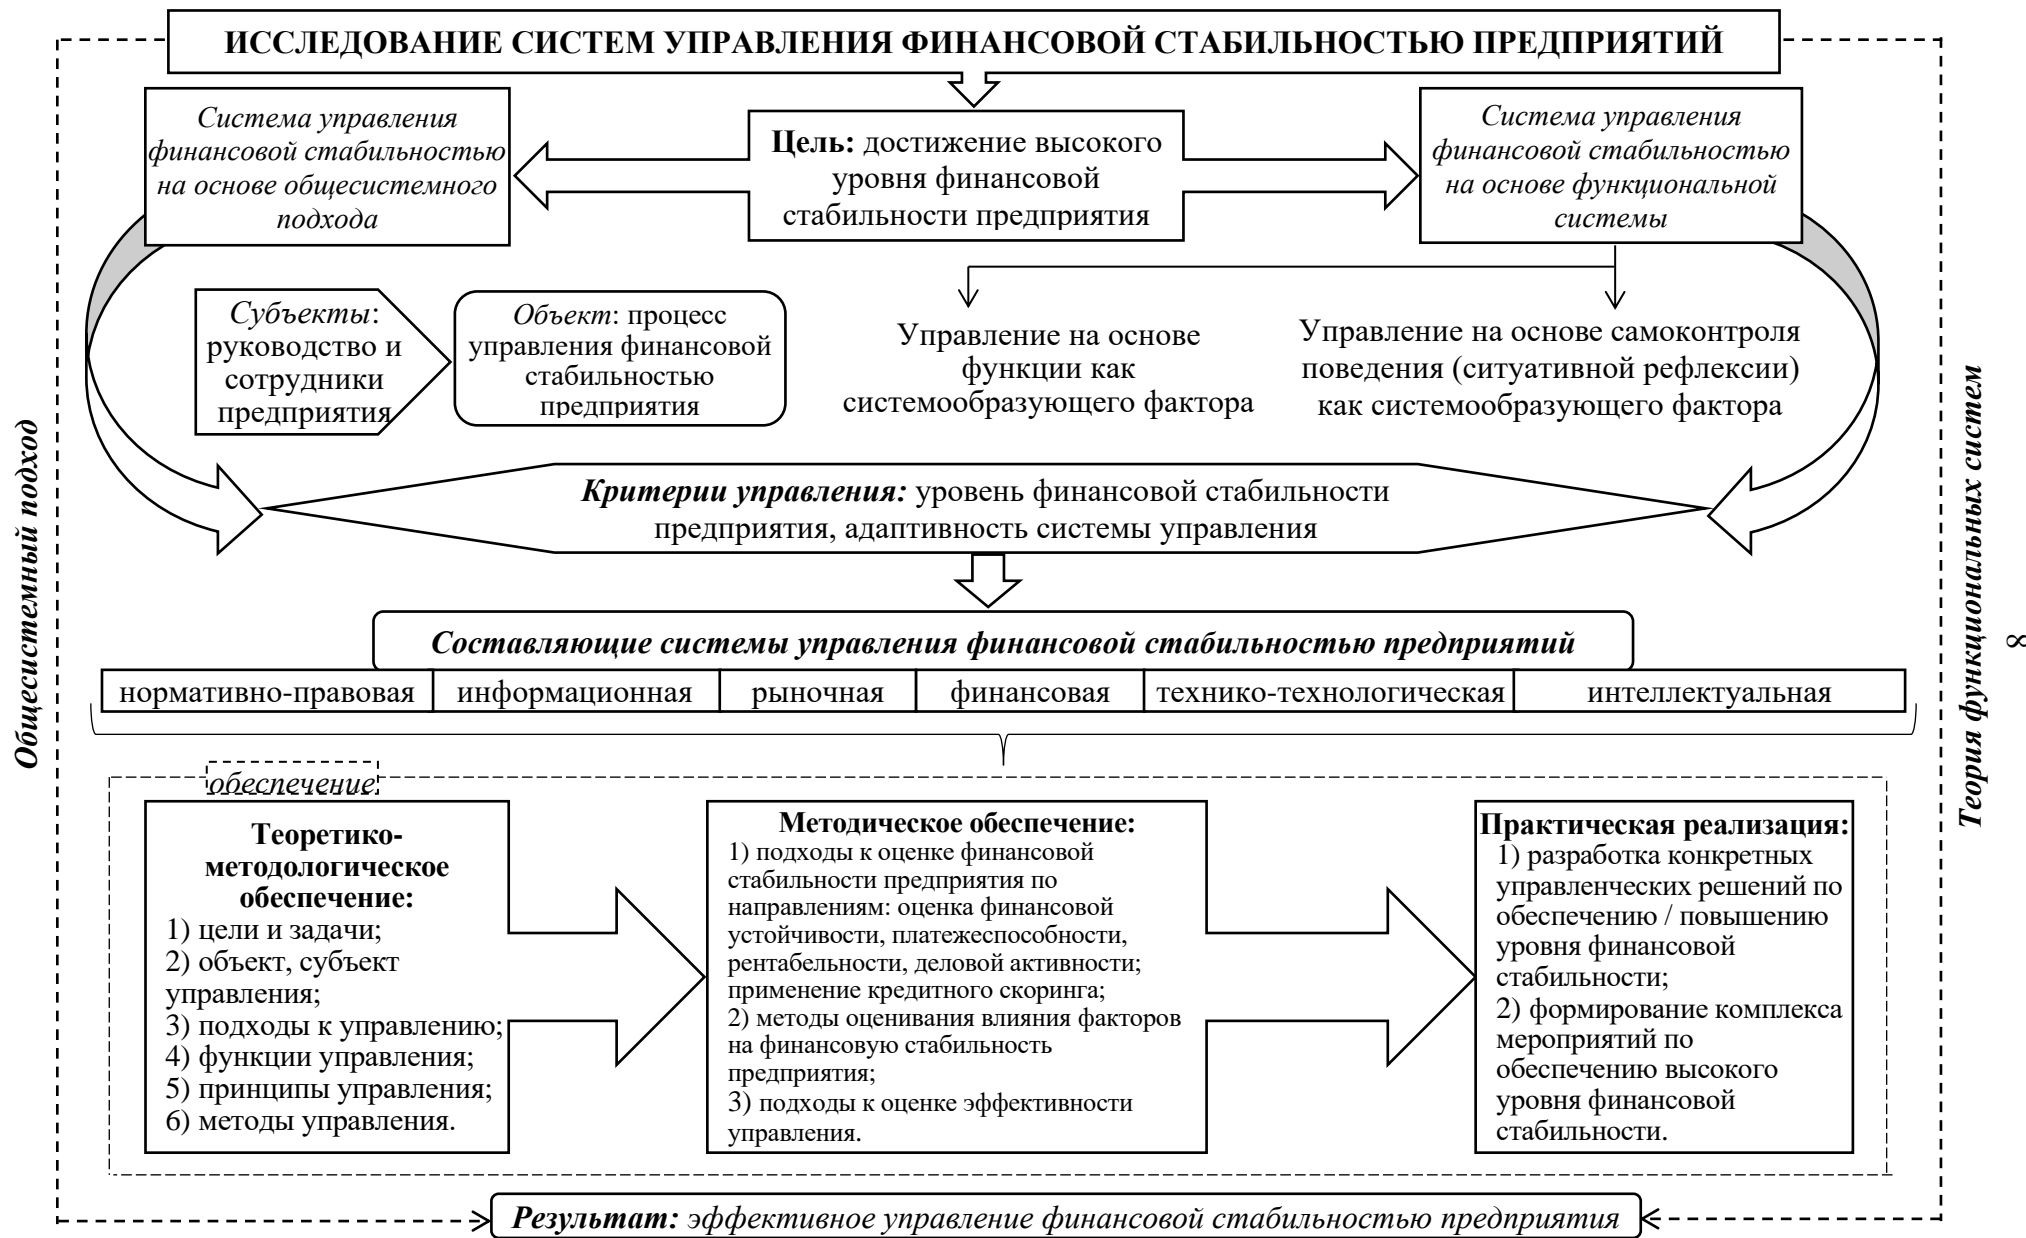 ИССЛЕДОВАНИЕ СИСТЕМ УПРАВЛЕНИЯ ФИНАНСОВОЙ СТАБИЛЬНОСТЬЮ ПРЕДПРИЯТИЙ
Система управления
финансовой стабильностью
на основе общесистемного
подхода
Цель: достижение высокого
уровня финансовой
стабильности предприятия
Система управления
финансовой стабильностью
на основе функциональной
системы
Субъекты:
руководство и
сотрудники
предприятия
Объект: процесс
управления финансовой
стабильностью
предприятия
Управление на основе
функции как
системообразующего фактора
Управление на основе самоконтроля
поведения (ситуативной рефлексии)
как системообразующего фактора
Критерии управления: уровень финансовой стабильности
предприятия, адаптивность системы управления
Общесистемный подход
Теория функциональных систем
8
Составляющие системы управления финансовой стабильностью предприятий
нормативно-правовая
информационная
рыночная
финансовая
технико-технологическая
интеллектуальная
обеспечение
Теоретико-
методологическое
обеспечение:
1) цели и задачи;
2) объект, субъект
управления;
3) подходы к управлению;
4) функции управления;
5) принципы управления;
6) методы управления.
Методическое обеспечение:
1) подходы к оценке финансовой
стабильности предприятия по
направлениям: оценка финансовой
устойчивости, платежеспособности,
рентабельности, деловой активности;
применение кредитного скоринга;
2) методы оценивания влияния факторов
на финансовую стабильность
предприятия;
3) подходы к оценке эффективности
управления.
Практическая реализация:
1) разработка конкретных
управленческих решений по
обеспечению / повышению
уровня финансовой
стабильности;
2) формирование комплекса
мероприятий по
обеспечению высокого
уровня финансовой
стабильности.
Результат: эффективное управление финансовой стабильностью предприятия